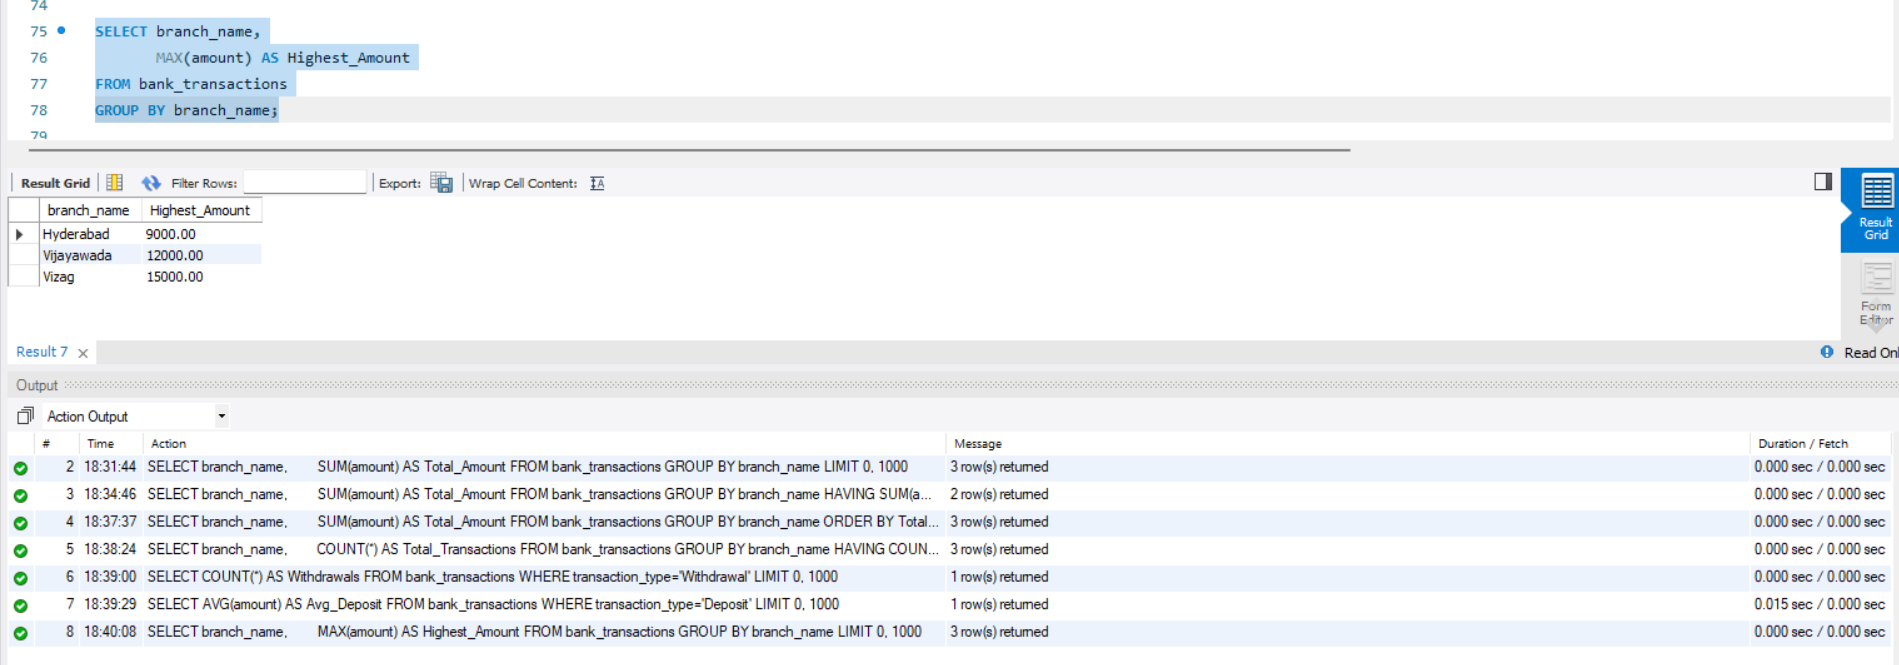 74
75 SELECT branch_name,
76 MAX(amount) AS Highest_Amount
77 FROM bank_transactions
78 GROUP BY branch_name;
79
Result Grid Filter Rows: Export: Wrap Cell Content:
branch_name Highest_Amount
Hyderabad 9000.00
Vijayawada 12000.00
Vizag 15000.00
Result Grid
Form Editor
Result 7 Read Onl
Output
Action Output
# Time Action Message Duration / Fetch
2 18:31:44 SELECT branch_name, SUM(amount) AS Total_Amount FROM bank_transactions GROUP BY branch_name LIMIT 0, 1000 3 row(s) returned 0.000 sec / 0.000 sec
3 18:34:46 SELECT branch_name, SUM(amount) AS Total_Amount FROM bank_transactions GROUP BY branch_name HAVING SUM(a... 2 row(s) returned 0.000 sec / 0.000 sec
4 18:37:37 SELECT branch_name, SUM(amount) AS Total_Amount FROM bank_transactions GROUP BY branch_name ORDER BY Total... 3 row(s) returned 0.000 sec / 0.000 sec
5 18:38:24 SELECT branch_name, COUNT(*) AS Total_Transactions FROM bank_transactions GROUP BY branch_name HAVING COUN... 3 row(s) returned 0.000 sec / 0.000 sec
6 18:39:00 SELECT COUNT(*) AS Withdrawals FROM bank_transactions WHERE transaction_type='Withdrawal' LIMIT 0, 1000 1 row(s) returned 0.000 sec / 0.000 sec
7 18:39:29 SELECT AVG(amount) AS Avg_Deposit FROM bank_transactions WHERE transaction_type='Deposit' LIMIT 0, 1000 1 row(s) returned 0.015 sec / 0.000 sec
8 18:40:08 SELECT branch_name, MAX(amount) AS Highest_Amount FROM bank_transactions GROUP BY branch_name LIMIT 0, 1000 3 row(s) returned 0.000 sec / 0.000 sec